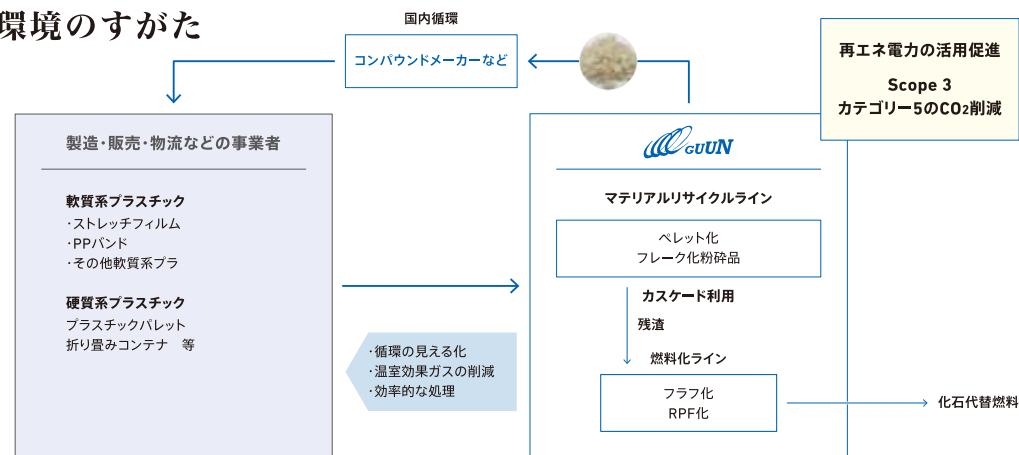 環境のすがた
国内循環
コンパウンドメーカーなど
再エネ電力の活用促進
Scope 3
カテゴリー5のCO2削減
製造・販売・物流などの事業者
軟質系プラスチック
・ストレッチフィルム
・PPバンド
・その他軟質系プラ
硬質系プラスチック
プラスチックパレット
折り畳みコンテナ 等
・循環の見える化
・温室効果ガスの削減
・効率的な処理
GUUN
マテリアルリサイクルライン
ペレット化
フレーク化粉砕品
カスケード利用
残渣
燃料化ライン
フラフ化
RPF化
化石代替燃料